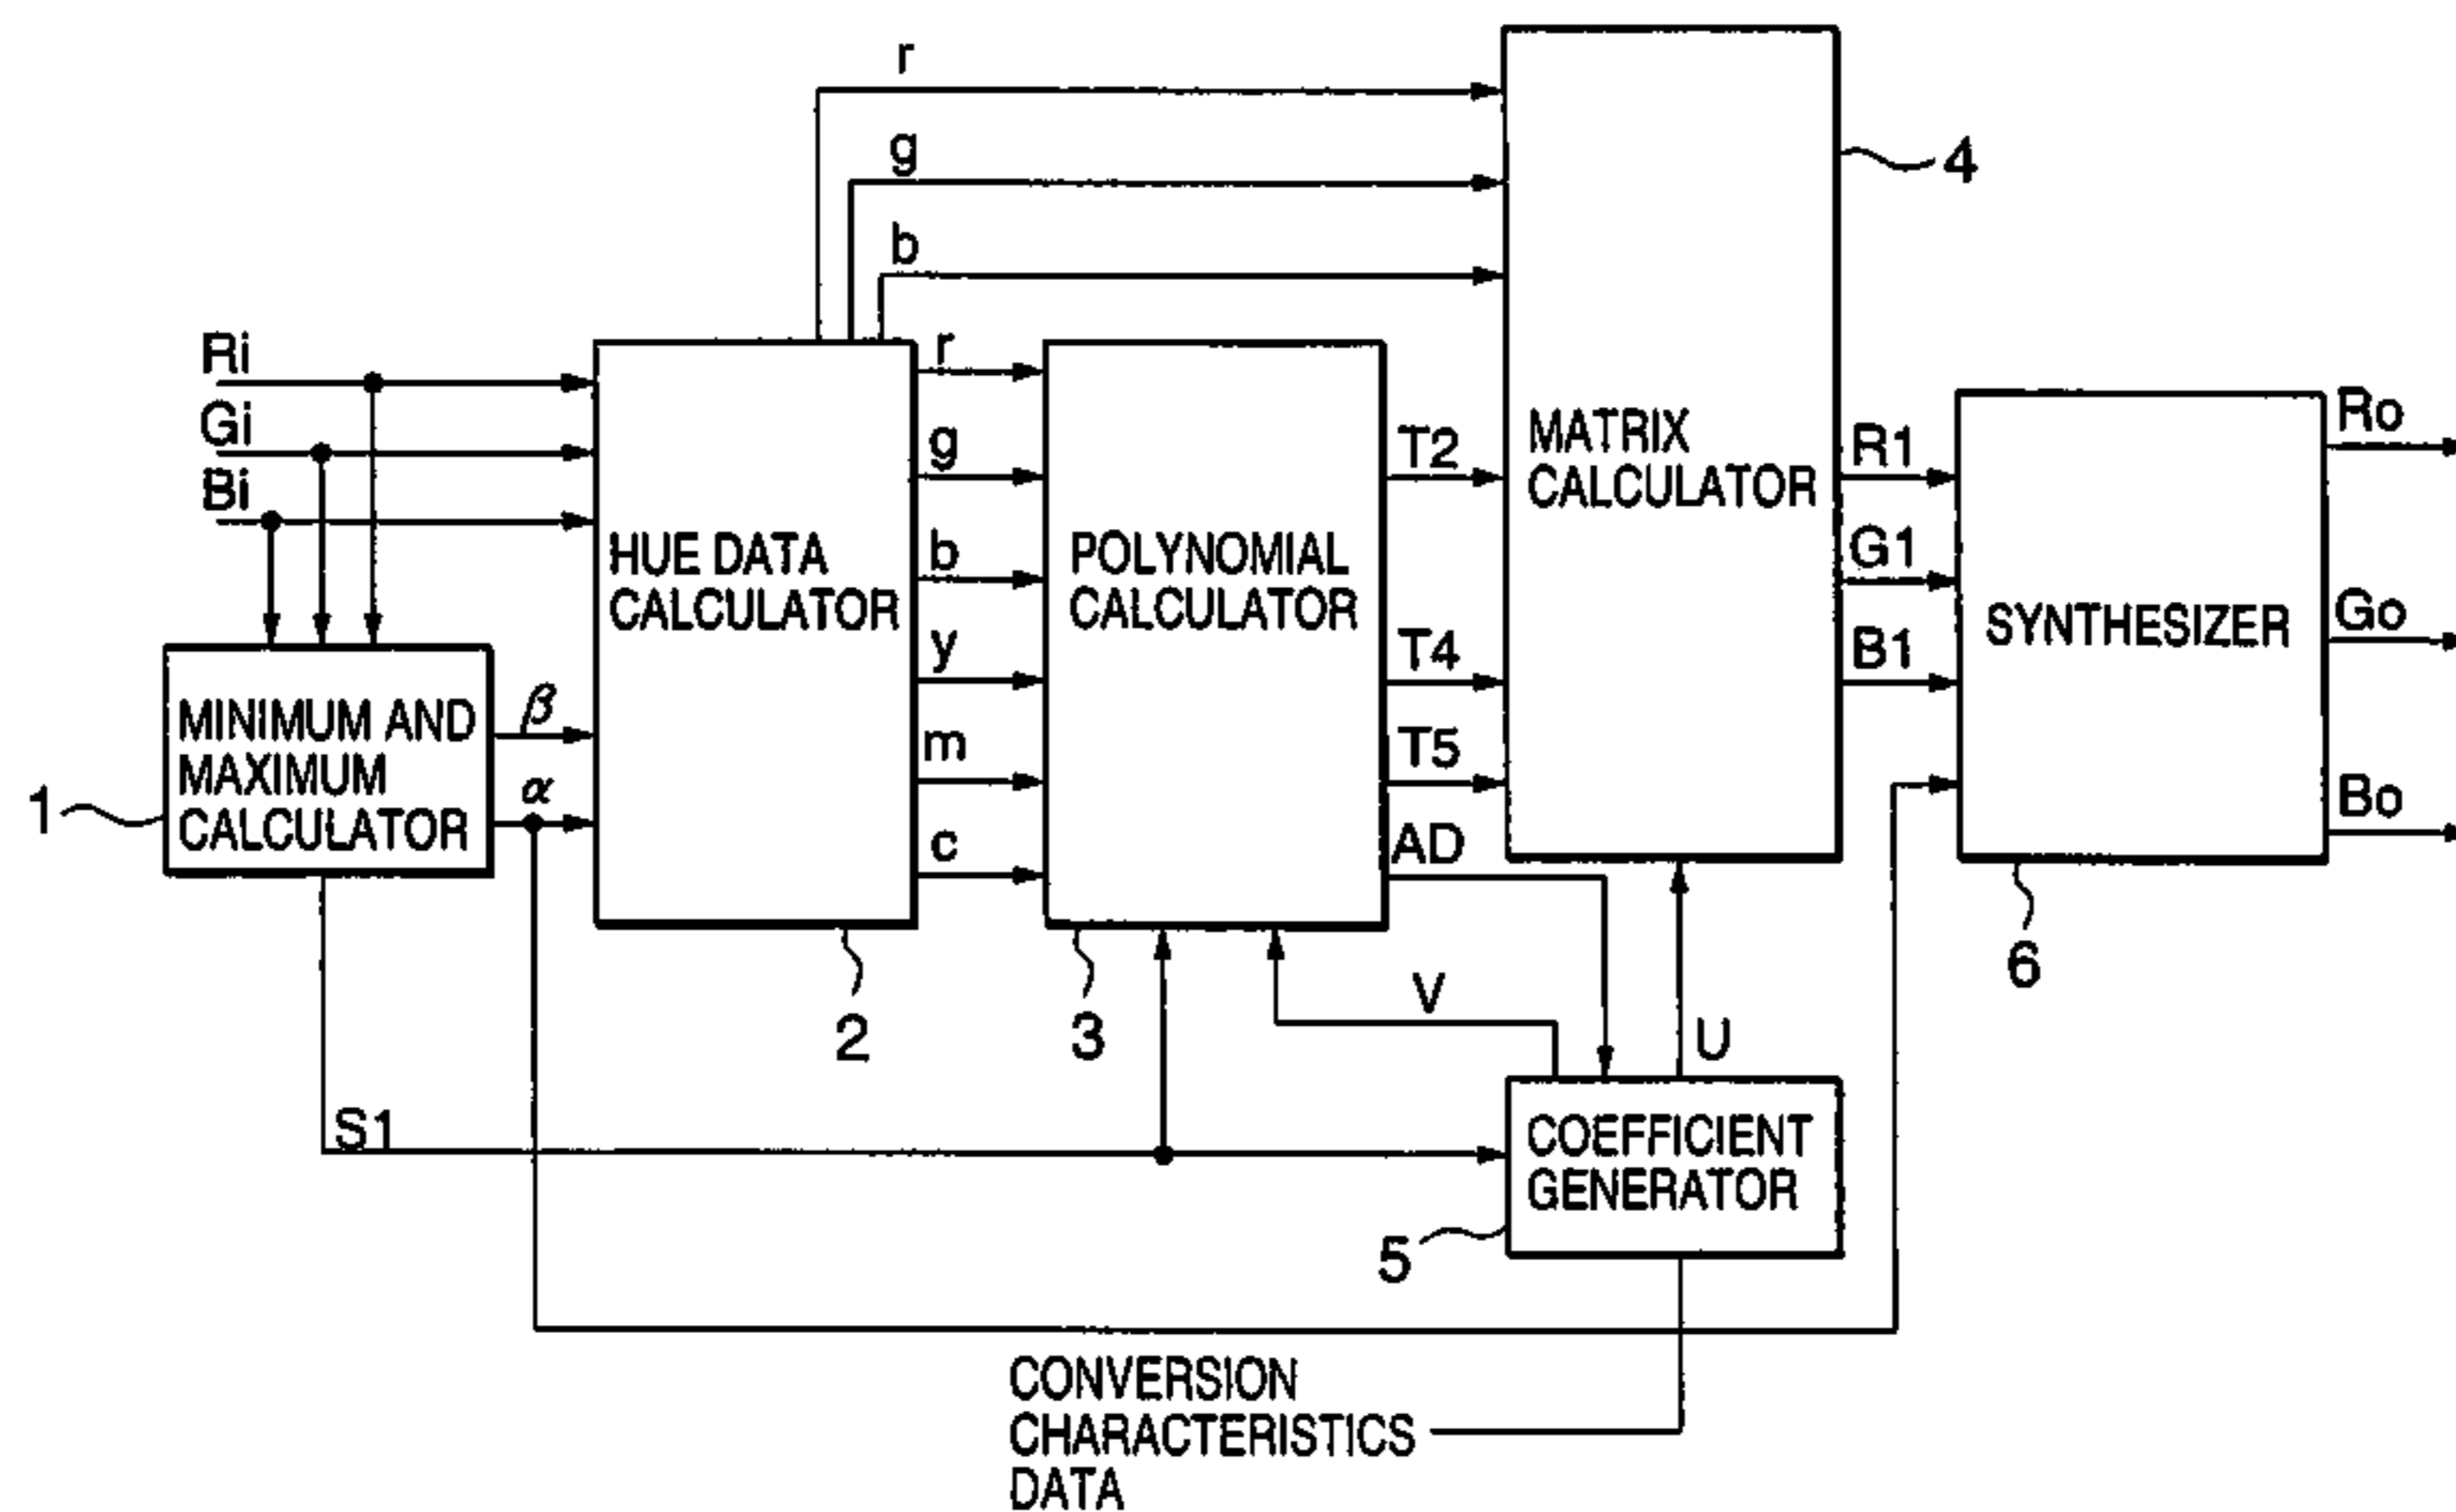 r
g
b
4
Ri
Gi
Bi
r
g
b
y
m
c
HUE DATA
CALCULATOR
POLYNOMIAL
CALCULATOR
T2
T4
T5
AD
MATRIX
CALCULATOR
R1
G1
B1
SYNTHESIZER
Ro
Go
Bo
MINIMUM AND
MAXIMUM
CALCULATOR
β
α
1
2
3
V
U
6
S1
COEFFICIENT
GENERATOR
5
CONVERSION
CHARACTERISTICS
DATA